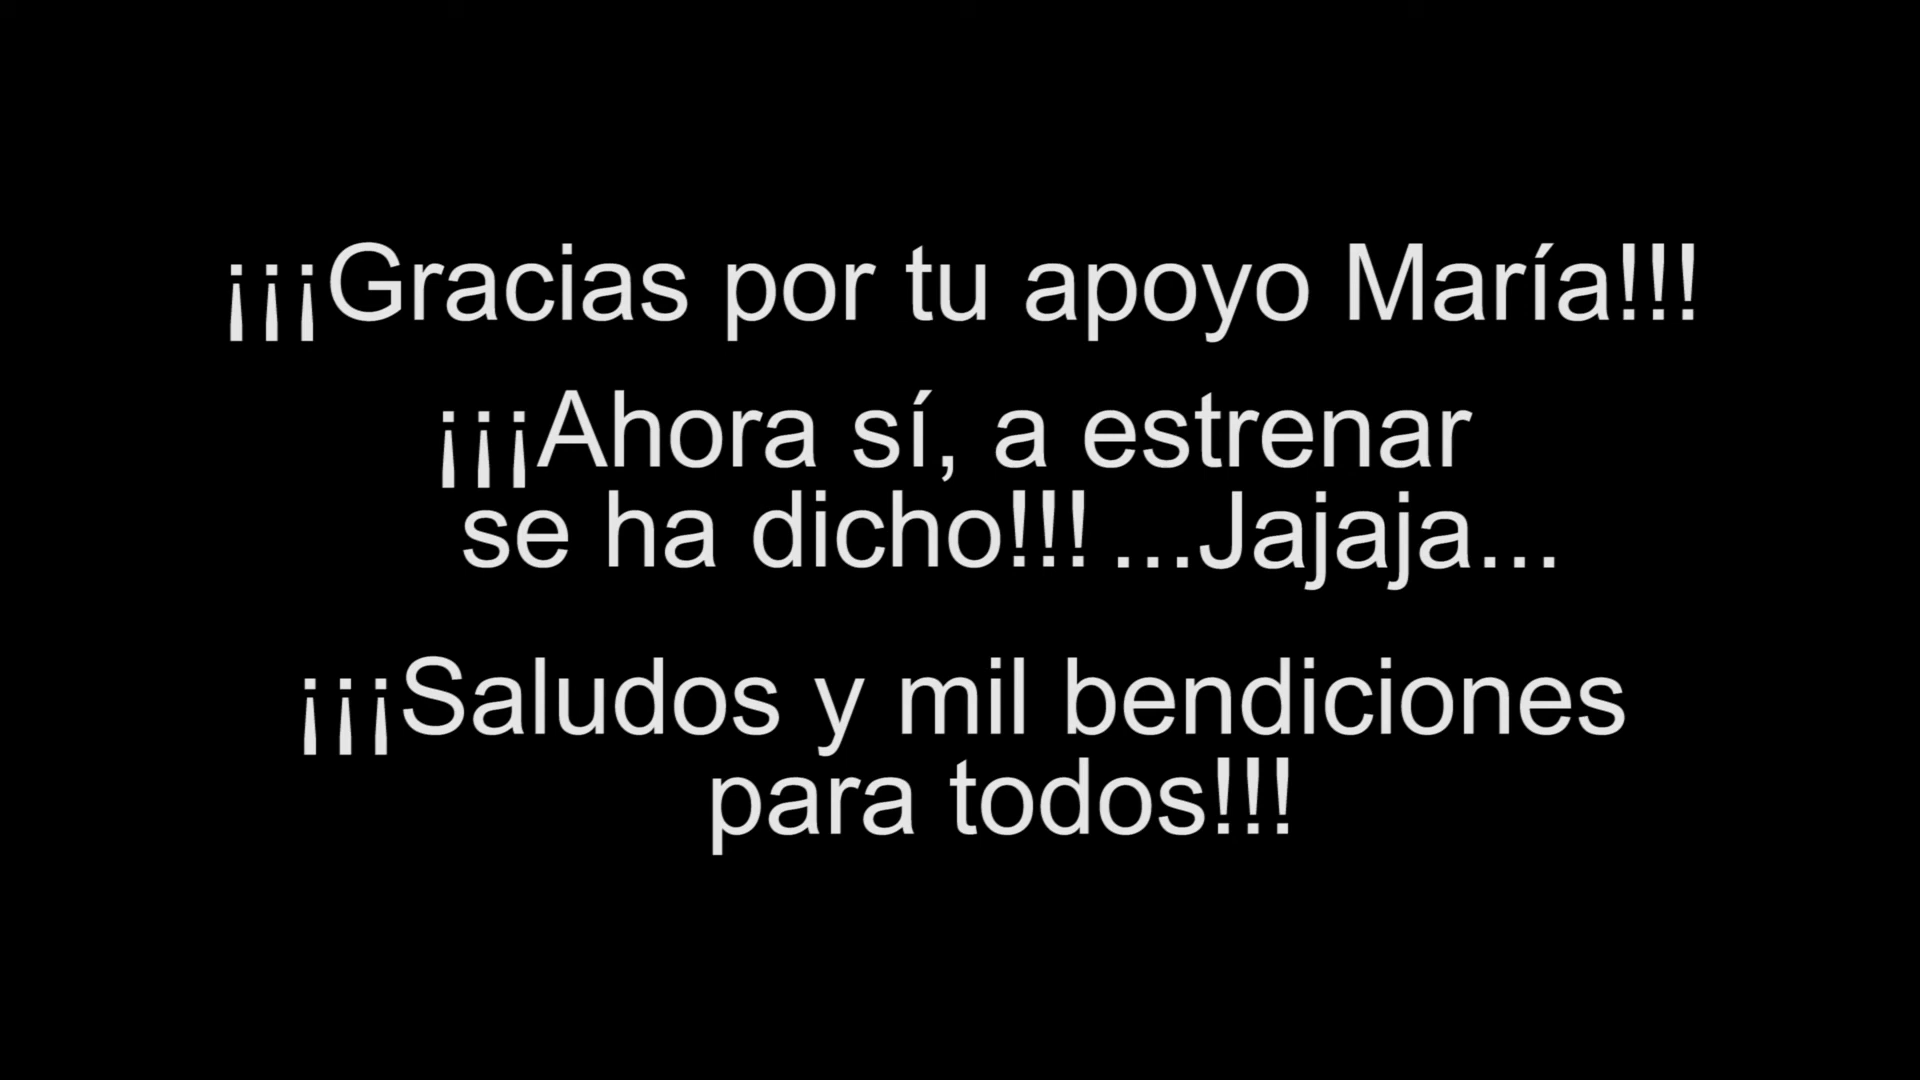 ¡¡¡Gracias por tu apoyo María!!!
¡¡¡Ahora sí, a estrenar
se ha dicho!!! ...Jajaja...
¡¡¡Saludos y mil bendiciones
para todos!!!